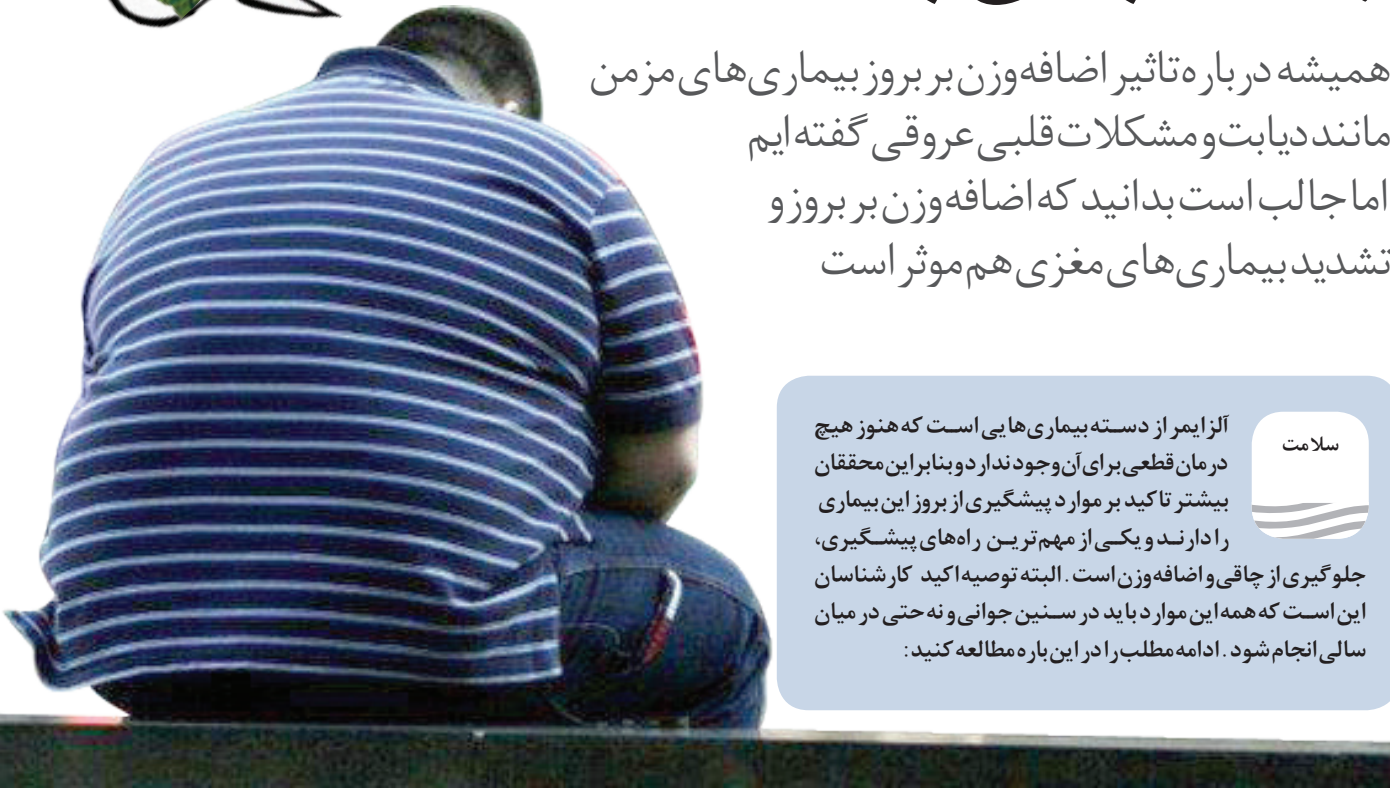 همیشه درباره تاثیر اضافه‌وزن بر بروز بیماری‌های مزمن
مانند دیابت و مشکلات قلبی عروقی گفته‌ایم
اما جالب است بدانید که اضافه‌وزن بر بروز و
تشدید بیماری‌های مغزی هم موثر است
سلامت
آلزایمر از دسته بیماری‌هایی است که هنوز هیچ
درمان قطعی برای آن وجود ندارد و بنابراین محققان
بیشتر تاکید بر موارد پیشگیری از بروز این بیماری
را دارند و یکی از مهم‌ترین راه‌های پیشگیری،
جلوگیری از چاقی و اضافه‌وزن است. البته توصیه اکید کارشناسان
این است که همه این موارد باید در سنین جوانی و نه حتی در میان
سالی انجام شود. ادامه مطلب را در این باره مطالعه کنید: